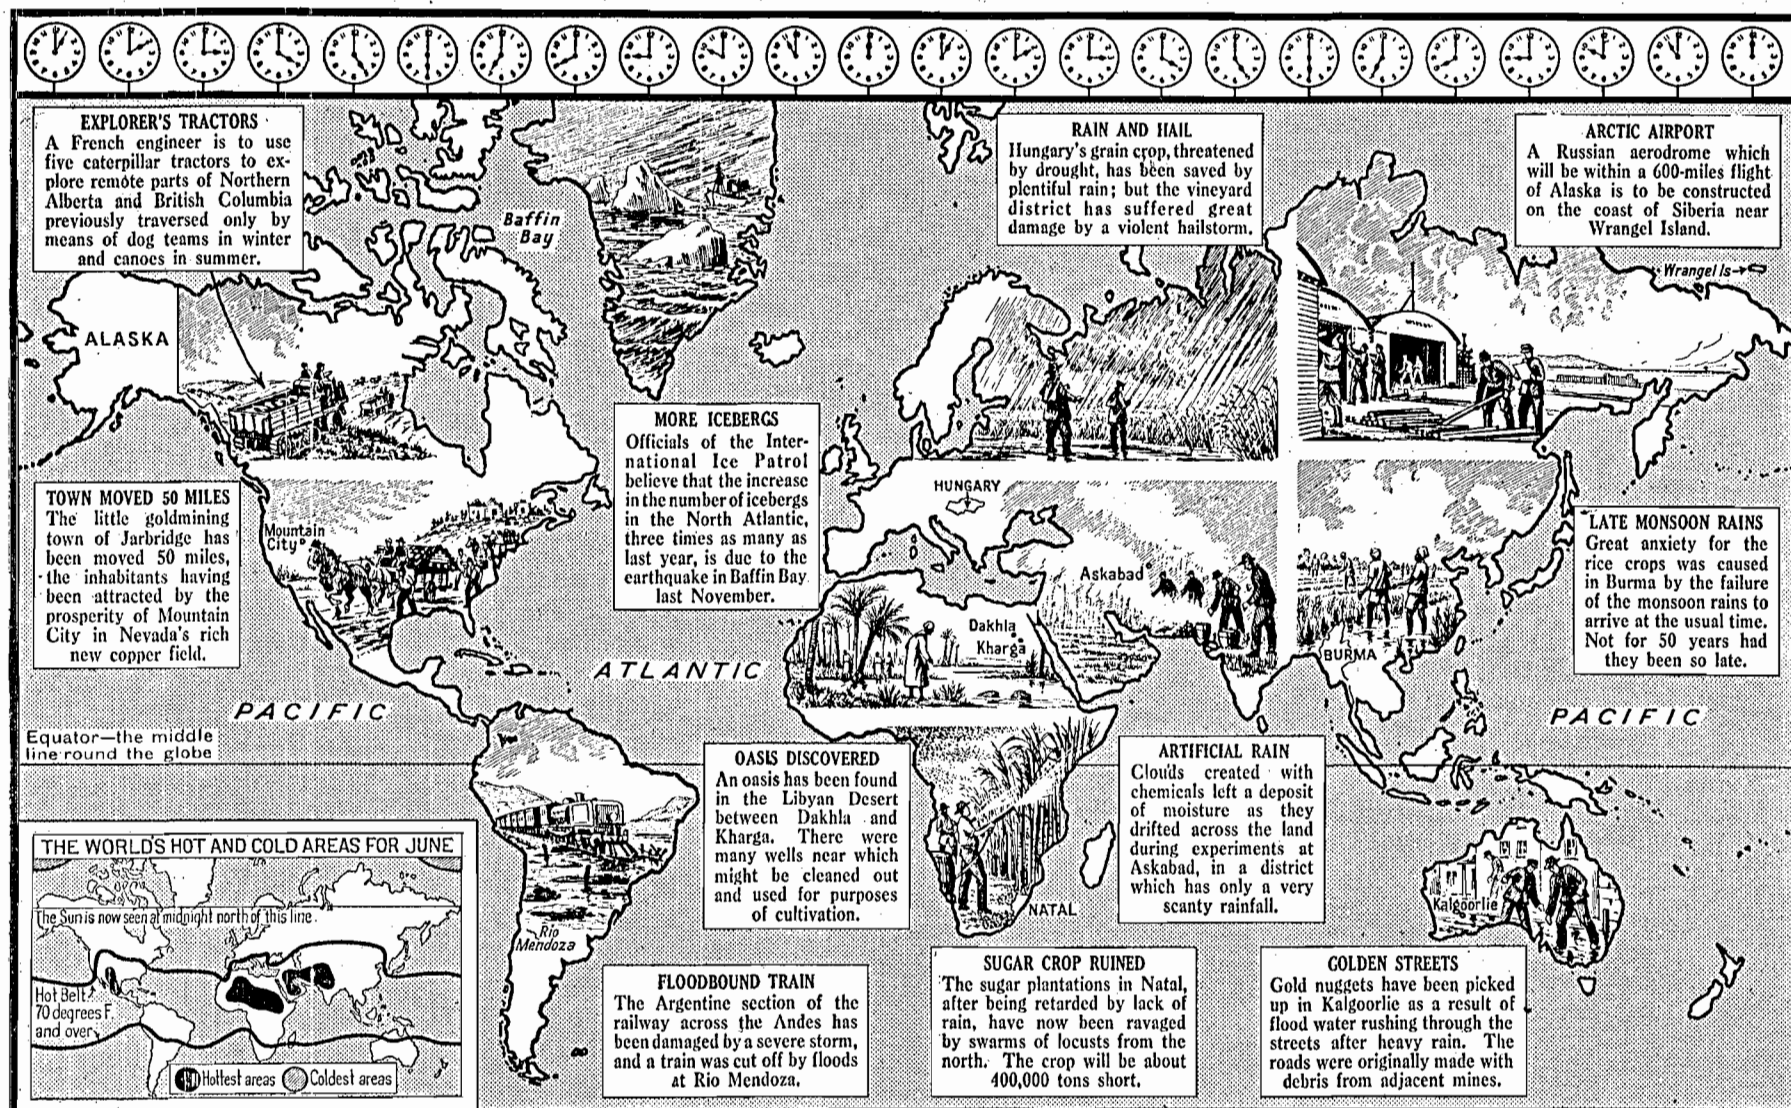 EXPLORER'S TRACTORS
A French engineer is to use
five caterpillar tractors to ex-
plore remote parts of Northern
Alberta and British Columbia
previously traversed only by
means of dog teams in winter
and canoes in summer.
RAIN AND HAIL
Hungary's grain crop, threatened
by drought, has been saved by
plentiful rain; but the vineyard
district has suffered great
damage by a violent hailstorm.
ARCTIC AIRPORT
A Russian aerodrome which
will be within a 600-miles flight
of Alaska is to be constructed
on the coast of Siberia near
Wrangel Island.
Baffin
Bay
Wrangel Is
ALASKA
MORE ICEBERGS
Officials of the Inter-
national Ice Patrol
believe that the increase
in the number of icebergs
in the North Atlantic,
three times as many as
last year, is due to the
earthquake in Baffin Bay
last November.
HUNGARY
TOWN MOVED 50 MILES
The little goldmining
town of Jarbridge has
been moved 50 miles,
the inhabitants having
been attracted by the
prosperity of Mountain
City in Nevada's rich
new copper field.
Mountain
City
Askabad
LATE MONSOON RAINS
Great anxiety for the
rice crops was caused
in Burma by the failure
of the monsoon rains to
arrive at the usual time.
Not for 50 years had
they been so late.
Dakhla
Kharga
BURMA
ATLANTIC
PACIFIC
PACIFIC
Equator—the middle
line round the globe
OASIS DISCOVERED
An oasis has been found
in the Libyan Desert
between Dakhla and
Kharga. There were
many wells near which
might be cleaned out
and used for purposes
of cultivation.
ARTIFICIAL RAIN
Clouds created with
chemicals left a deposit
of moisture as they
drifted across the land
during experiments at
Askabad, in a district
which has only a very
scanty rainfall.
THE WORLD'S HOT AND COLD AREAS FOR JUNE
The Sun is now seen at midnight north of this line.
Hot Belt
70 degrees F.
and over
Hottest areas
Coldest areas
Rio
Mendoza
NATAL
Kalgoorlie
FLOODBOUND TRAIN
The Argentine section of the
railway across the Andes has
been damaged by a severe storm,
and a train was cut off by floods
at Rio Mendoza.
SUGAR CROP RUINED
The sugar plantations in Natal,
after being retarded by lack of
rain, have now been ravaged
by swarms of locusts from the
north. The crop will be about
400,000 tons short.
GOLDEN STREETS
Gold nuggets have been picked
up in Kalgoorlie as a result of
flood water rushing through the
streets after heavy rain. The
roads were originally made with
debris from adjacent mines.